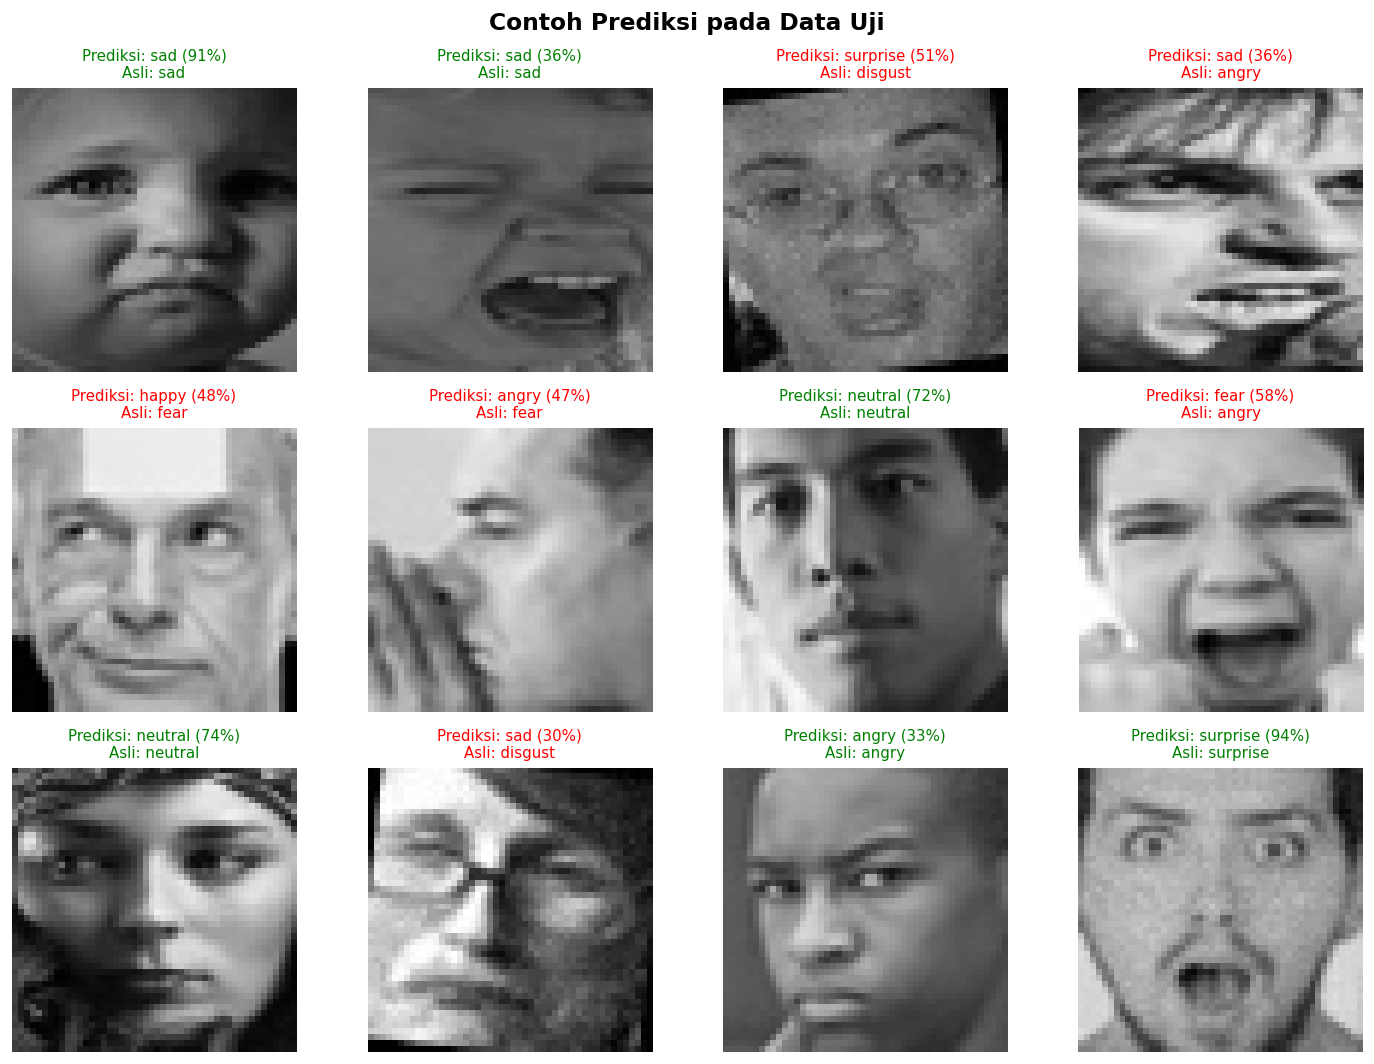 Contoh Prediksi pada Data Uji
Prediksi: sad (91%)
Asli: sad
Prediksi: sad (36%)
Asli: sad
Prediksi: surprise (51%)
Asli: disgust
Prediksi: sad (36%)
Asli: angry
Prediksi: happy (48%)
Asli: fear
Prediksi: angry (47%)
Asli: fear
Prediksi: neutral (72%)
Asli: neutral
Prediksi: fear (58%)
Asli: angry
Prediksi: neutral (74%)
Asli: neutral
Prediksi: sad (30%)
Asli: disgust
Prediksi: angry (33%)
Asli: angry
Prediksi: surprise (94%)
Asli: surprise